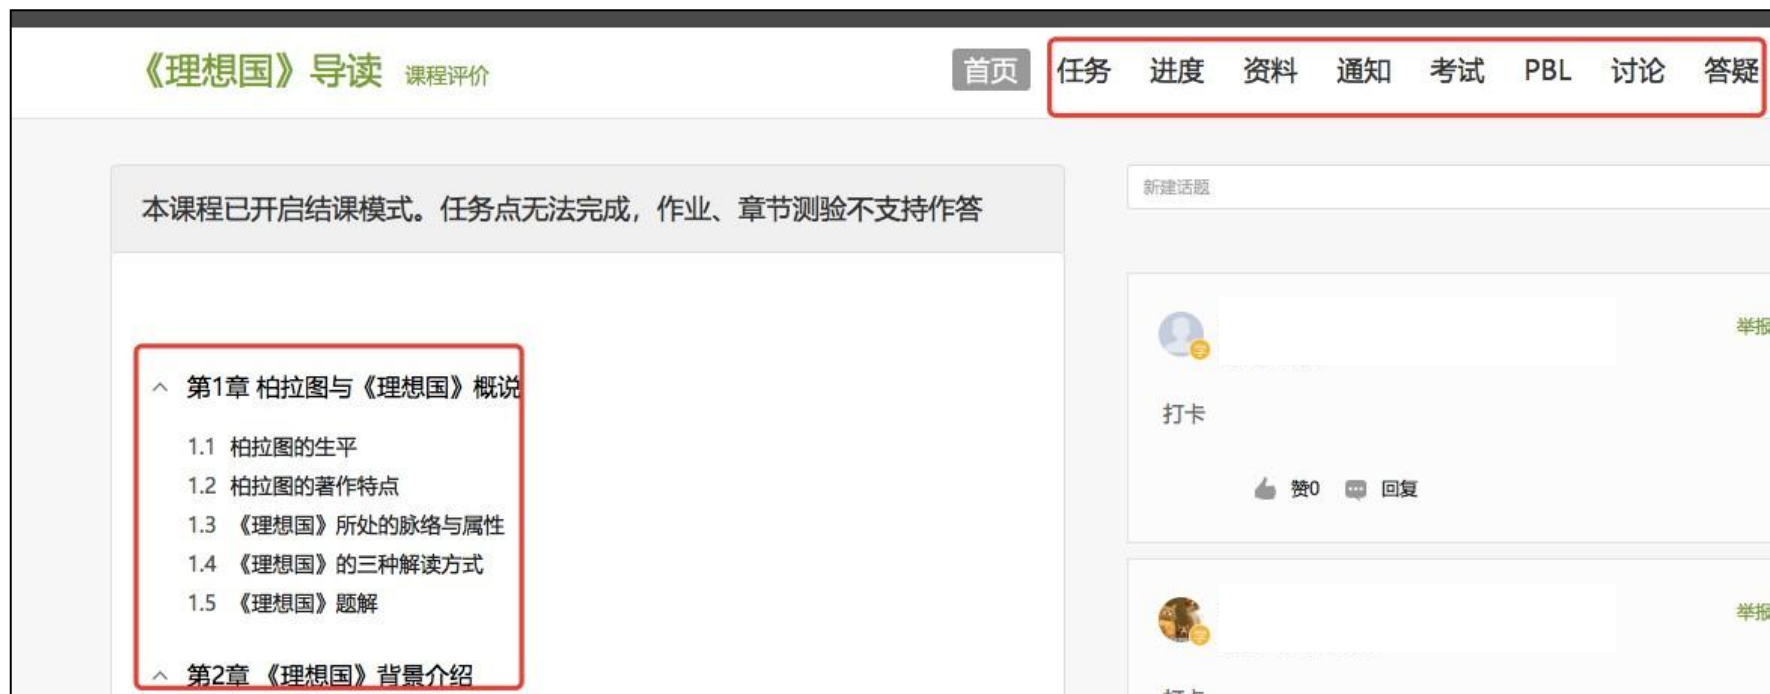 《理想国》导读 课程评价
首页 任务 进度 资料 通知 考试 PBL 讨论 答疑
本课程已开启结课模式。任务点无法完成，作业、章节测验不支持作答
第1章 柏拉图与《理想国》概说
1.1 柏拉图的生平
1.2 柏拉图的著作特点
1.3 《理想国》所处的脉络与属性
1.4 《理想国》的三种解读方式
1.5 《理想国》题解
第2章 《理想国》背景介绍
新建话题
学
举报
打卡
赞0 回复
学
举报